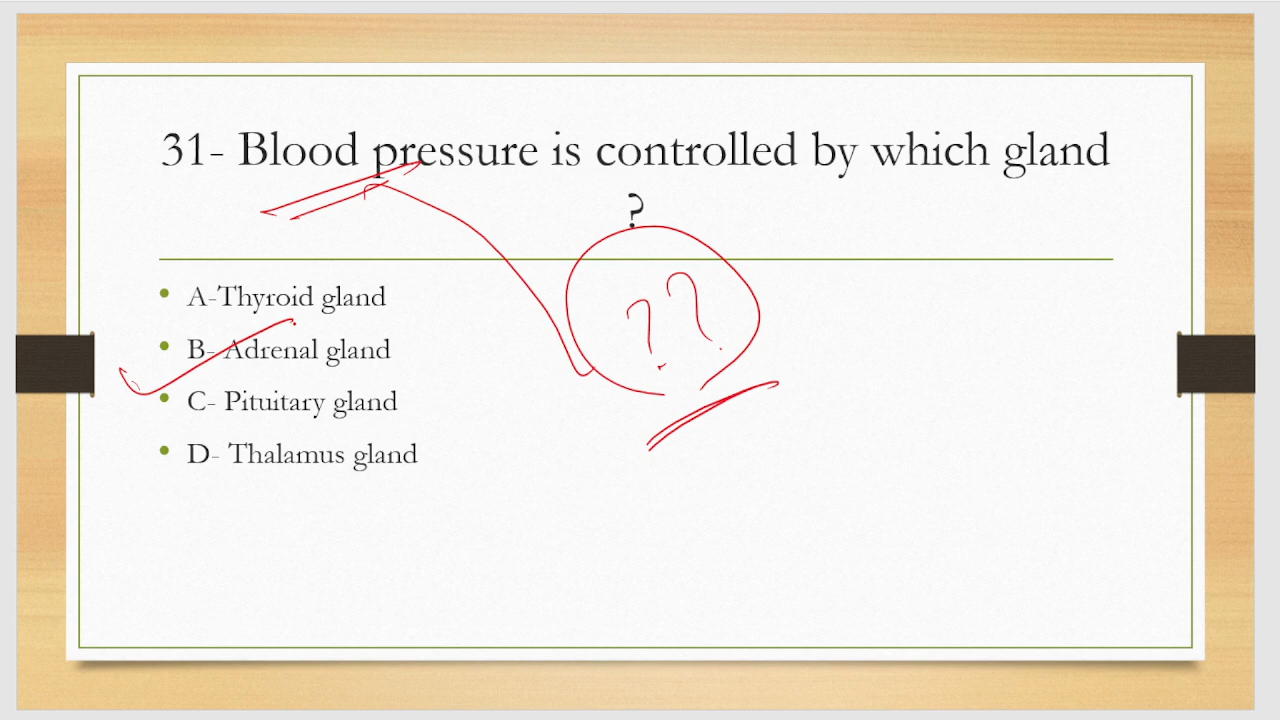 31- Blood pressure is controlled by which gland
?
? ?
• A-Thyroid gland
• B- Adrenal gland
• C- Pituitary gland
• D- Thalamus gland